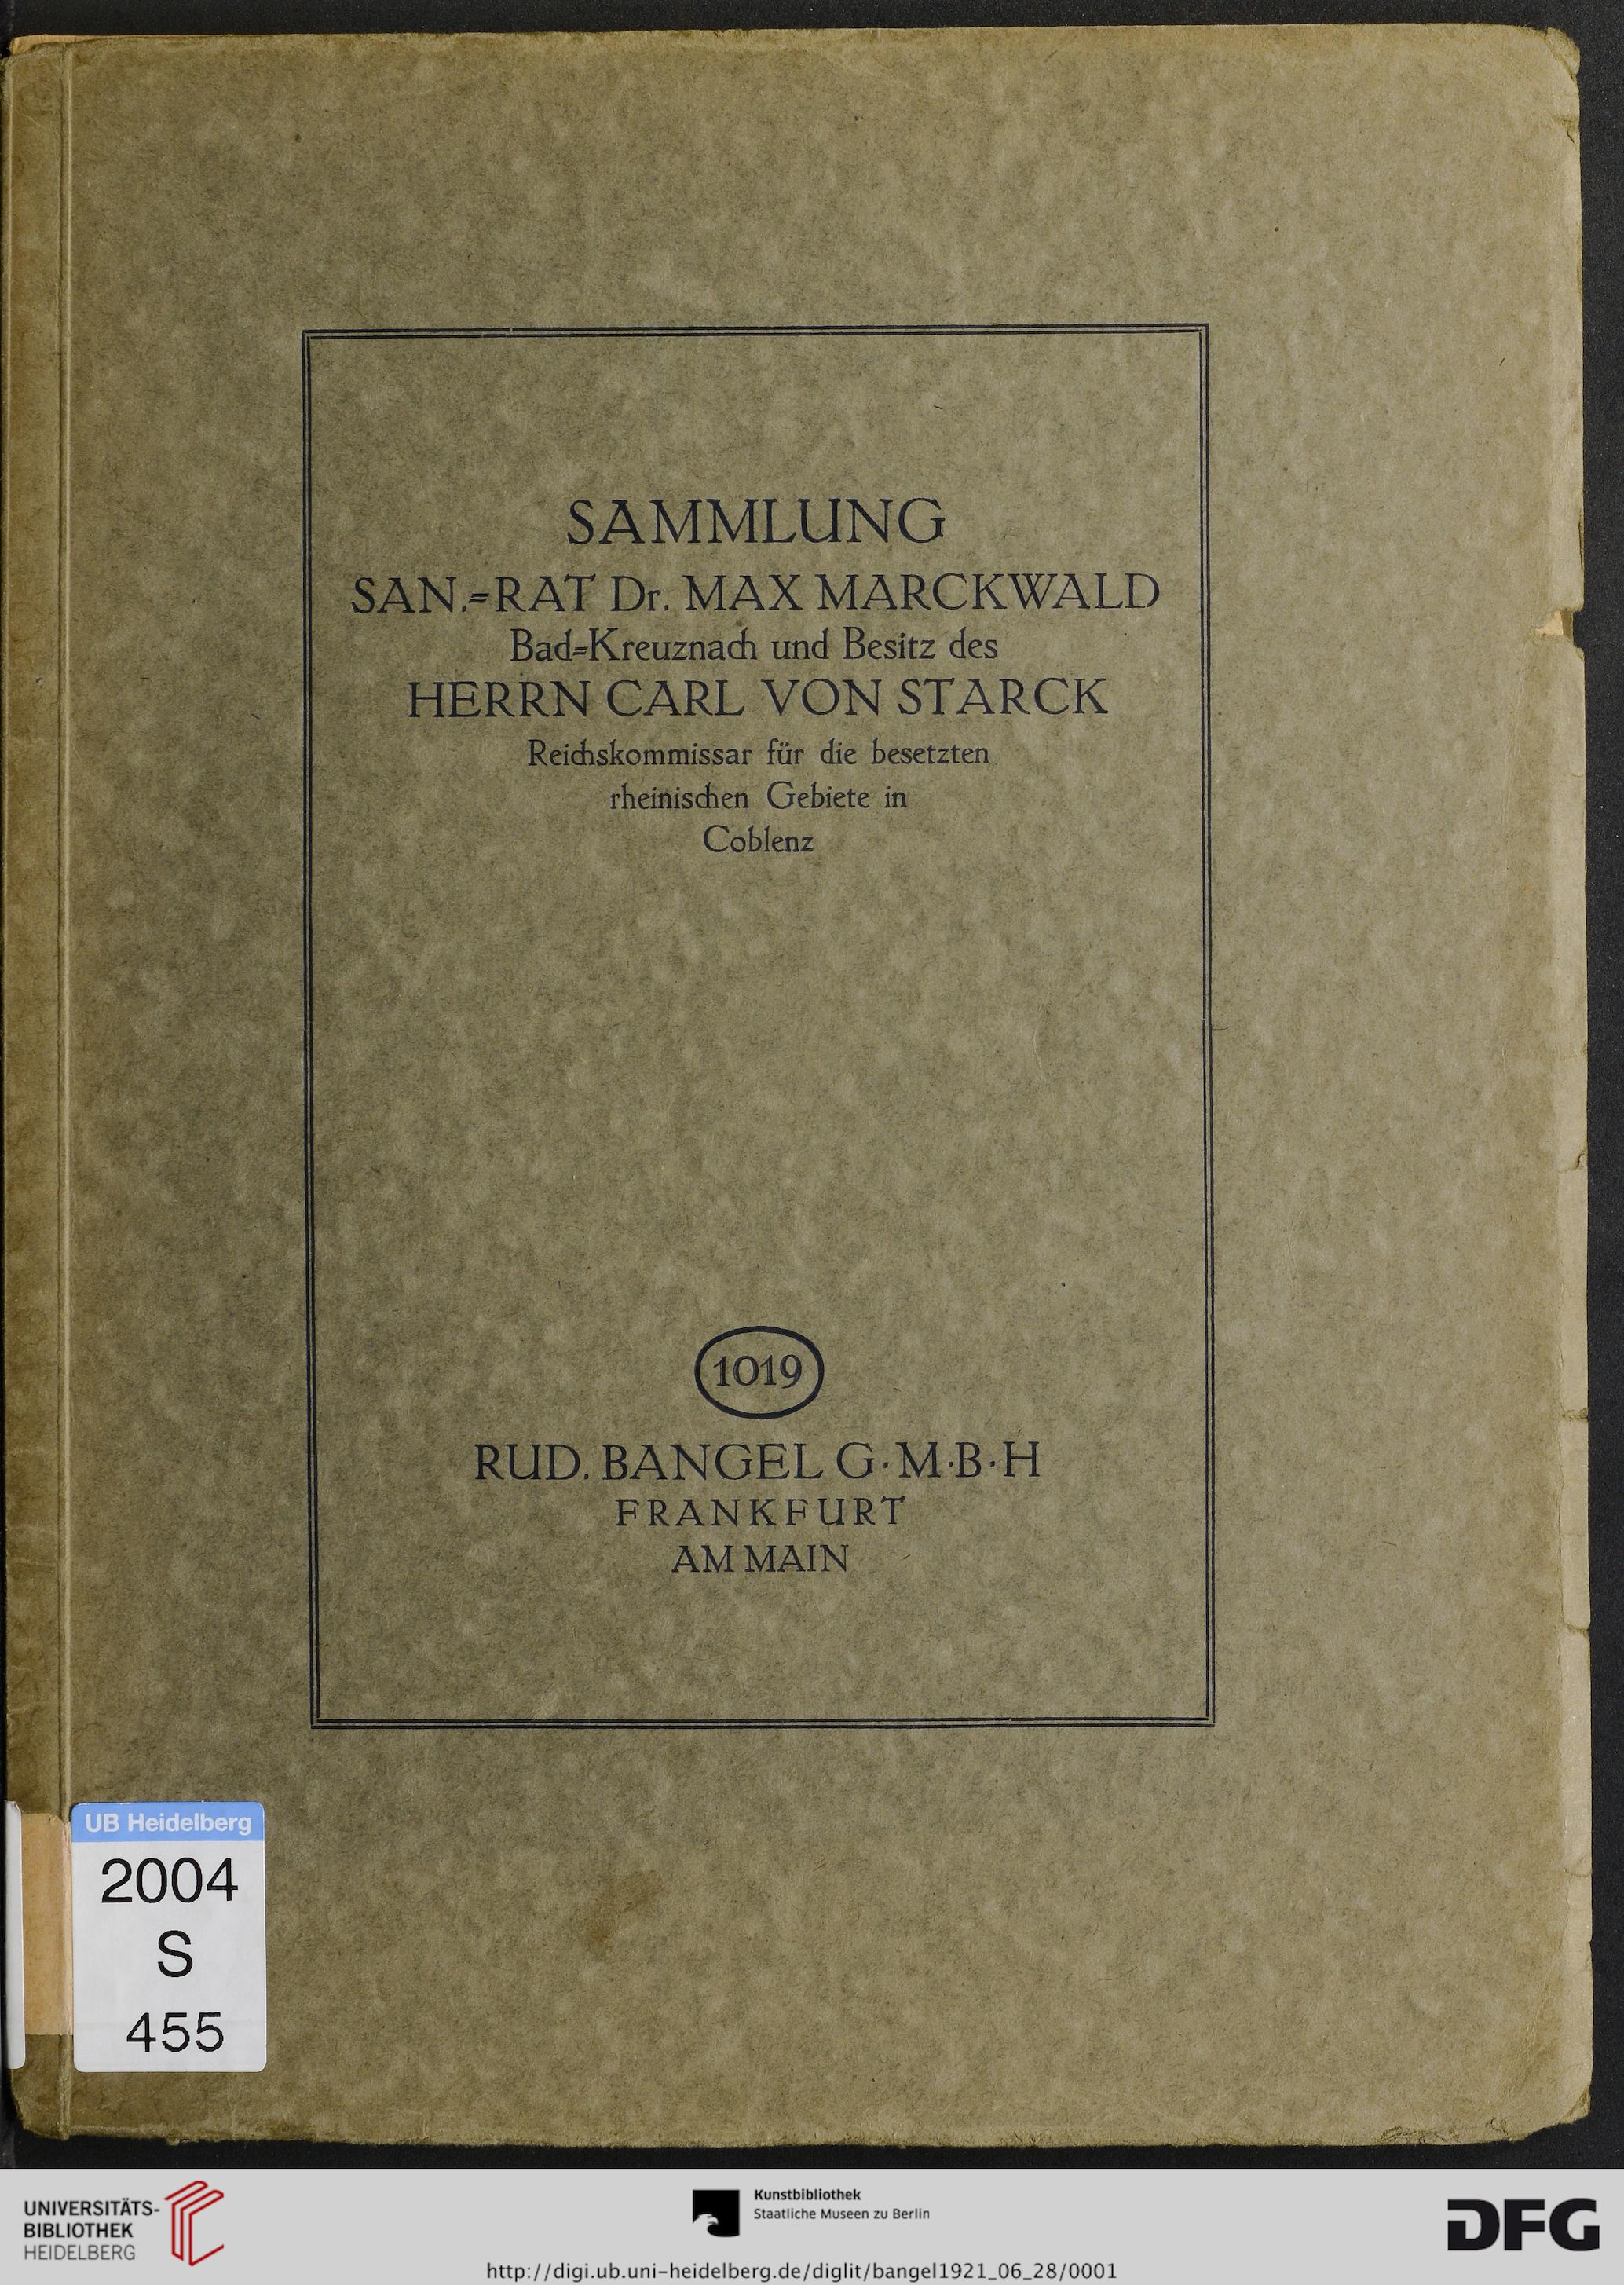 SAMMLUNG
SAN.=RAT Dr. MAX MARCKWALD
Bad=Kreuznach und Besitz des
HERRN CARL VON STARCK
Reichskommissar für die besetzten
rheinischen Gebiete in
Coblenz
1019
RUD. BANGEL G·M·B·H
FRANKFURT
AM MAIN
UB Heidelberg
2004
S
455
UNIVERSITÄTS-
BIBLIOTHEK
HEIDELBERG
Kunstbibliothek
Staatliche Museen zu Berlin
DFG
http://digi.ub.uni-heidelberg.de/diglit/bangel1921_06_28/0001